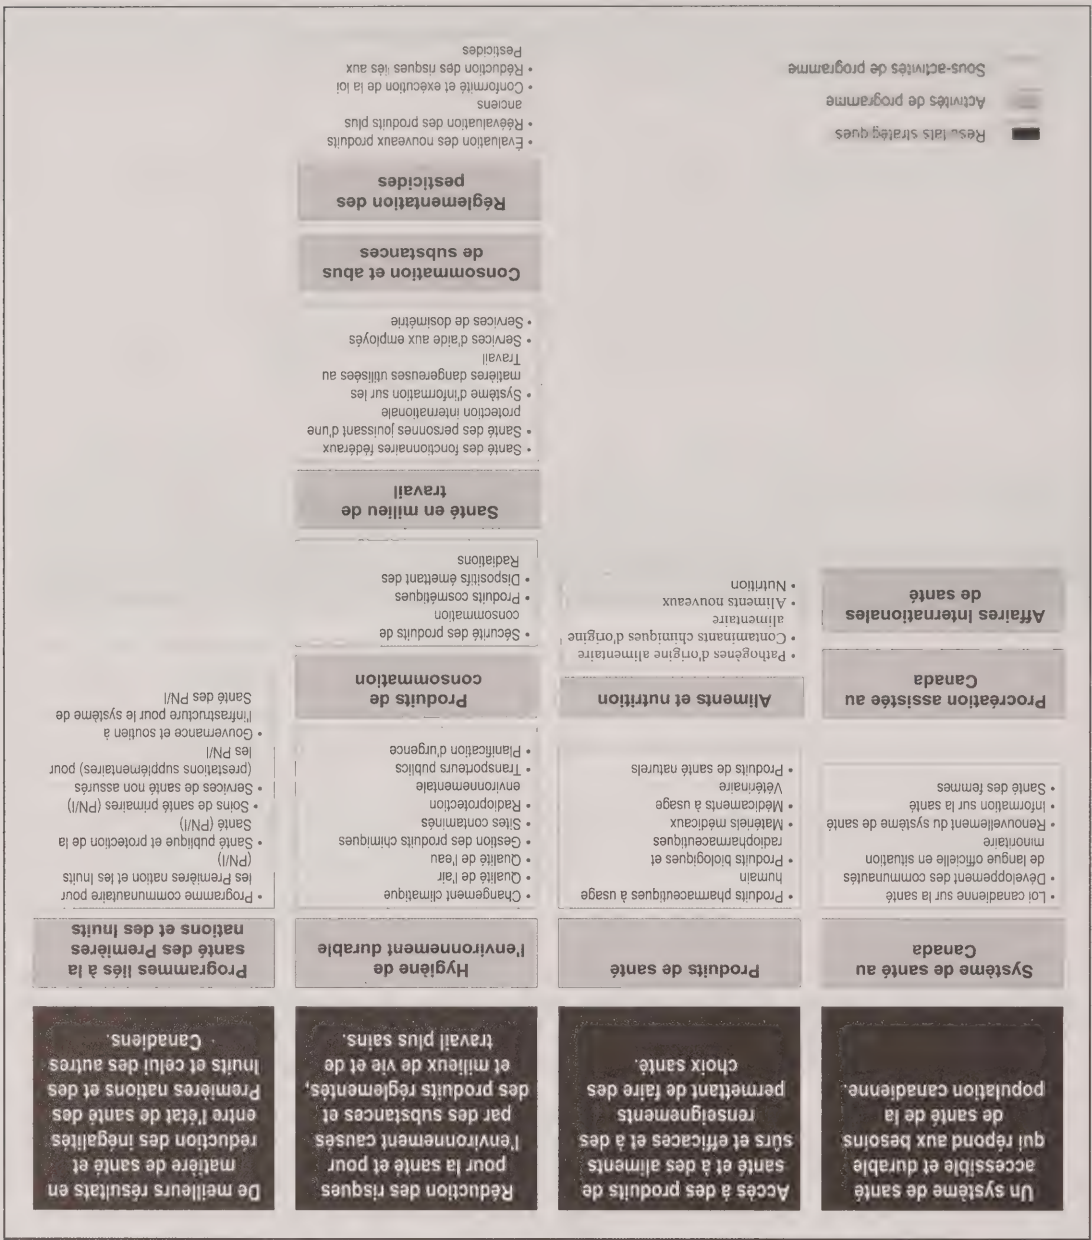 Un système de santé
accessible et durable
qui répond aux besoins
de santé de la
population canadienne.
Système de santé au
Canada
• Loi canadienne sur la santé
• Développement des communautés
de langue officielle en situation
minoritaire
• Renouvellement du système de santé
• Information sur la santé
• Santé des femmes
Procréation assistée au
Canada
Affaires Internationales
de santé
Accès à des produits de
santé et à des aliments
sûrs et efficaces et à des
renseignements
permettant de faire des
choix santé.
Produits de santé
• Produits pharmaceutiques à usage
humain
• Produits biologiques et
radiopharmaceutiques
• Matériels médicaux
• Médicaments à usage
Vétérinaire
• Produits de santé naturels
Aliments et nutrition
• Pathogènes d'origine alimentaire
• Contaminants chimiques d'origine
alimentaire
• Aliments nouveaux
• Nutrition
Réduction des risques
pour la santé et pour
l'environnement causés
par des substances et
des produits réglementés,
et milieux de vie et de
travail plus sains.
Hygiène de
l'environnement durable
• Changement climatique
• Qualité de l'air
• Qualité de l'eau
• Gestion des produits chimiques
• Sites contaminés
• Radioprotection
environnementale
• Transporteurs publics
• Planification d'urgence
Produits de
consommation
• Sécurité des produits de
consommation
• Produits cosmétiques
• Dispositifs émettant des
Radiations
Santé en milieu de
travail
• Santé des fonctionnaires fédéraux
• Santé des personnes jouissant d'une
protection internationale
• Système d'information sur les
matières dangereuses utilisées au
Travail
• Services d'aide aux employés
• Services de dosimétrie
Consommation et abus
de substances
Réglementation des
pesticides
• Évaluation des nouveaux produits
• Réévaluation des produits plus
anciens
• Conformité et exécution de la loi
• Réduction des risques liés aux
Pesticides
De meilleurs résultats en
matière de santé et
réduction des inégalités
entre l'état de santé des
Premières nations et des
Inuits et celui des autres
Canadiens.
Programmes liés à la
santé des Premières
nations et des Inuits
• Programme communautaire pour
les Premières nation et les Inuits
(PN/I)
• Santé publique et protection de la
Santé (PN/I)
• Soins de santé primaires (PN/I)
• Services de santé non assurés
(prestations supplémentaires) pour
les PN/I
• Gouvernance et soutien à
l'infrastructure pour le système de
Santé des PN/I
Résultats stratégiques
Activités de programme
Sous-activités de programme